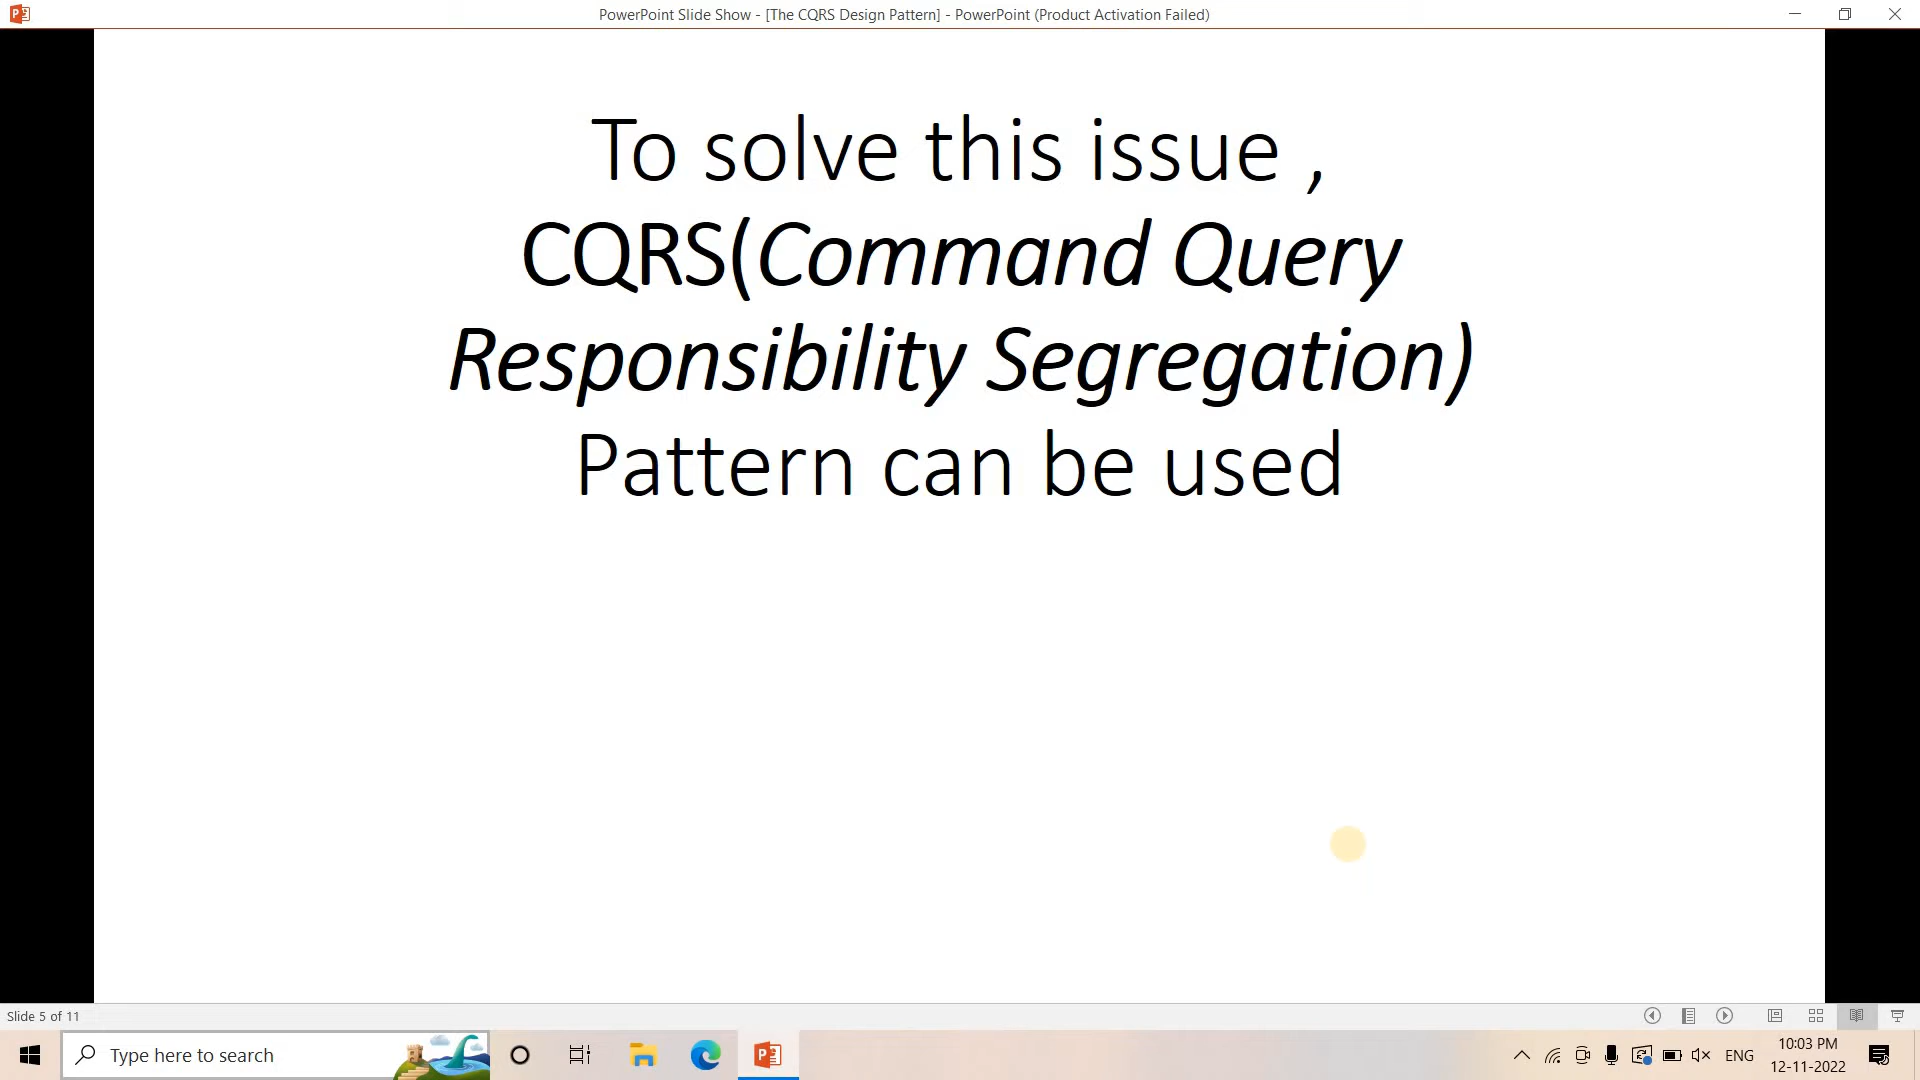 PowerPoint Slide Show - [The CQRS Design Pattern] - PowerPoint (Product Activation Failed)
To solve this issue ,
CQRS(Command Query
Responsibility Segregation)
Pattern can be used
Slide 5 of 11
Type here to search
ENG
10:03 PM
12-11-2022